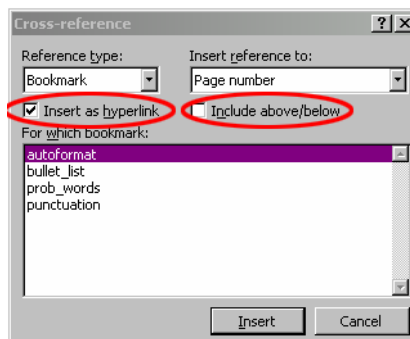 Cross-reference
Reference type: Insert reference to:
Bookmark Page number
Insert as hyperlink Include above/below
For which bookmark:
autoformat
bullet_list
prob_words
punctuation
Insert Cancel